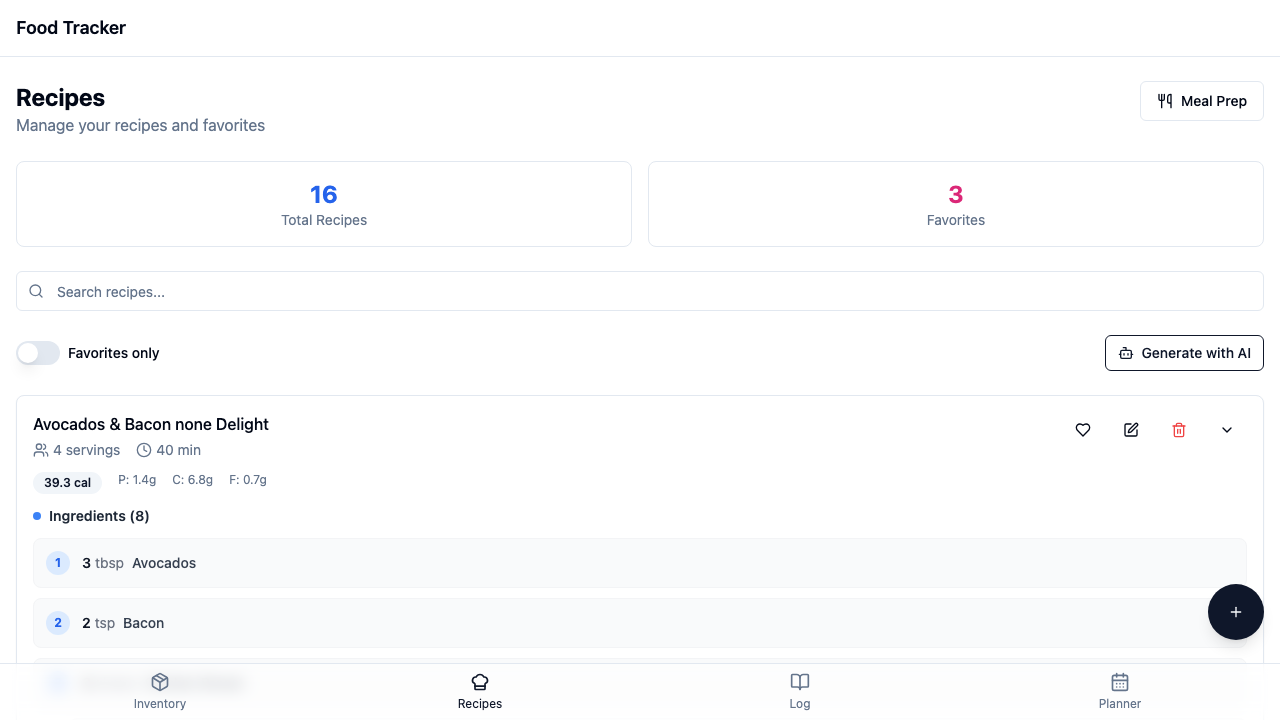 Food Tracker
Recipes
Manage your recipes and favorites
Meal Prep
16
Total Recipes
3
Favorites
Search recipes...
Favorites only
Generate with AI
Avocados & Bacon none Delight
4 servings 40 min
39.3 cal P: 1.4g C: 6.8g F: 0.7g
Ingredients (8)
1 3 tbsp Avocados
2 2 tsp Bacon
Inventory
Recipes
Log
Planner